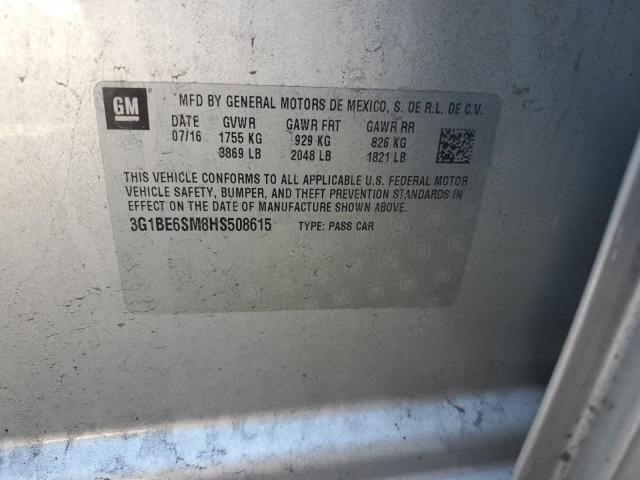 GM
MFD BY GENERAL MOTORS DE MEXICO, S. DE R.L. DE C.V.
DATE GVWR GAWR FRT GAWR RR
07/16 1755 KG 929 KG 826 KG
3869 LB 2048 LB 1821 LB
THIS VEHICLE CONFORMS TO ALL APPLICABLE U.S. FEDERAL MOTOR
VEHICLE SAFETY, BUMPER, AND THEFT PREVENTION STANDARDS IN
EFFECT ON THE DATE OF MANUFACTURE SHOWN ABOVE.
3G1BE6SM8HS508615 TYPE: PASS CAR